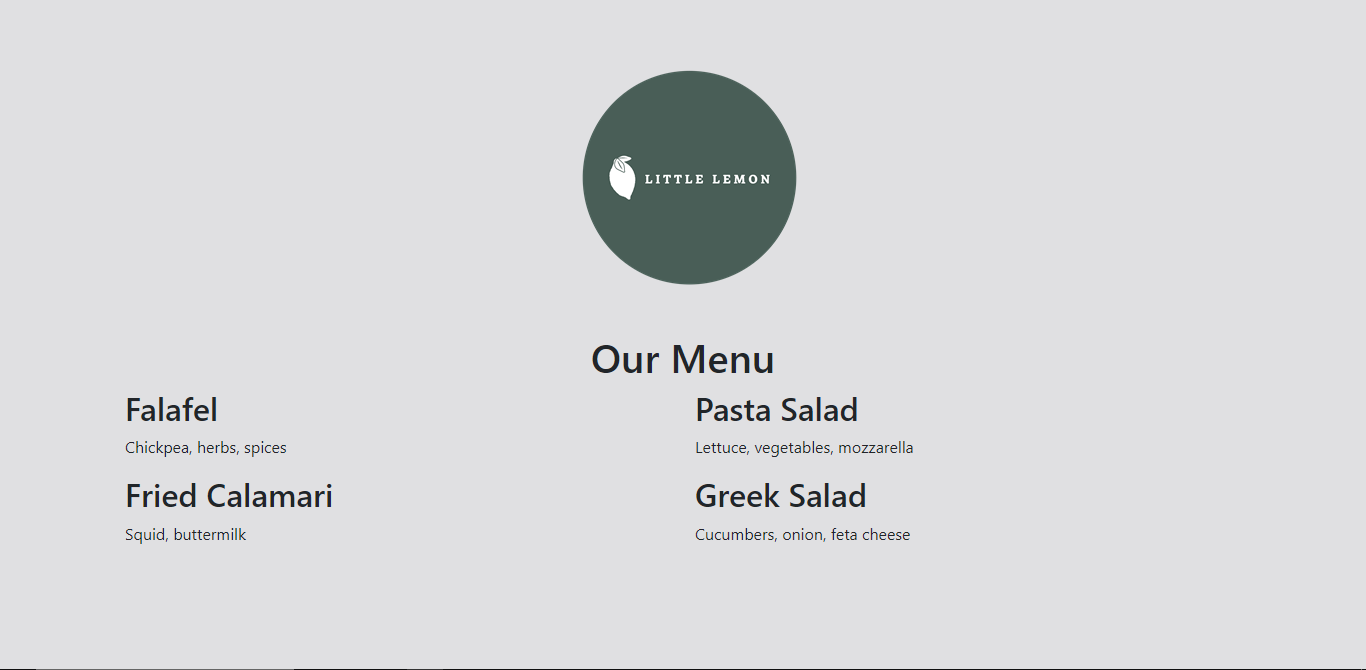 LITTLE LEMON
Our Menu
Falafel
Chickpea, herbs, spices
Fried Calamari
Squid, buttermilk
Pasta Salad
Lettuce, vegetables, mozzarella
Greek Salad
Cucumbers, onion, feta cheese